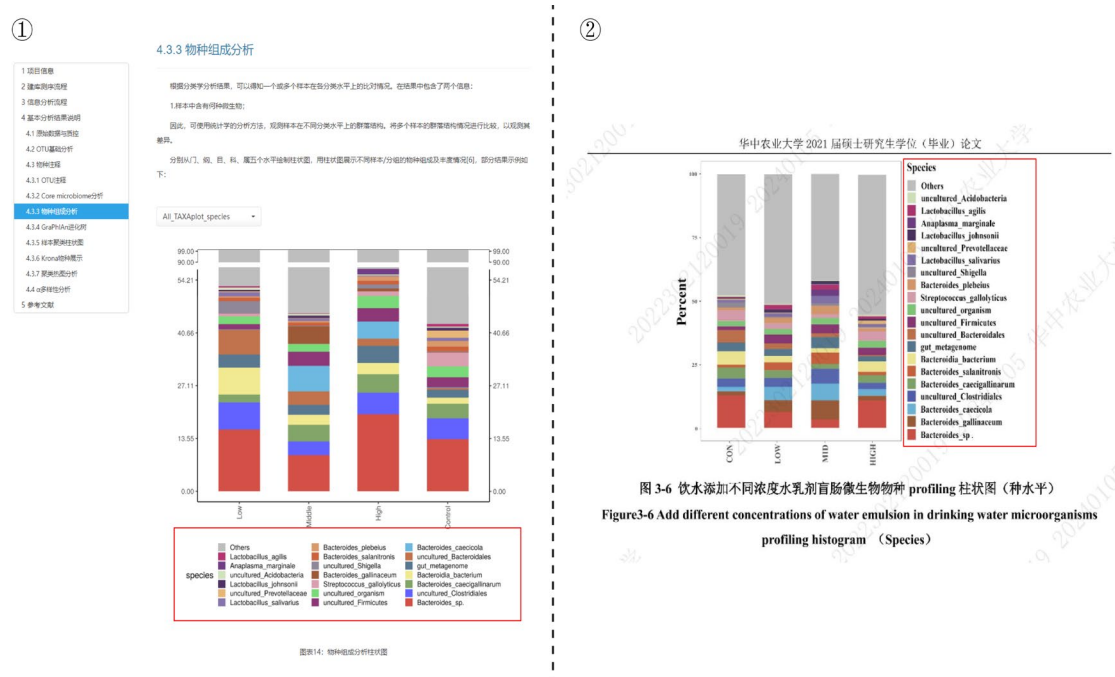 ①
4.3.3 物种组成分析
1 项目信息
2 建库测序流程
3 信息分析流程
4 基本分析结果说明
4.1 原始数据与质控
4.2 OTU基础分析
4.3 物种注释
4.3.1 OTU注释
4.3.2 Core microbiome分析
4.3.3 物种组成分析
4.3.4 GraPhlAn进化树
4.3.5 样本聚类柱状图
4.3.6 Krona物种展示
4.3.7 聚类热图分析
4.4 α多样性分析
5 参考文献
根据分类学分析结果，可以得知一个或多个样本在各分类水平上的比对情况。在结果中包含了两个信息：
1.样本中含有何种微生物；
因此，可使用统计学的分析方法，观测样本在不同分类水平上的群落结构。将多个样本的群落结构情况进行比较，以观测其
差异。
分别从门、纲、目、科、属五个水平绘制柱状图，用柱状图展示不同样本/分组的物种组成及丰度情况[6]，部分结果示例如
下：
All_TAXAplot_species
99.00 99.00
90.00 90.00
54.21 54.21
40.66 40.66
27.11 27.11
13.55 13.55
0.00 0.00
Low Middle High Control
species
Others Bacteroides_plebeius Bacteroides_caecicola
Lactobacillus_agilis Bacteroides_salanitronis uncultured_Bacteroidales
Anaplasma_marginale uncultured_Shigella gut_metagenome
uncultured_Acidobacteria Bacteroides_gallinaceum Bacteroidia_bacterium
Lactobacillus_johnsonii Streptococcus_gallolyticus Bacteroides_caecigallinarum
uncultured_Prevotellaceae uncultured_organism uncultured_Clostridiales
Lactobacillus_salivarius uncultured_Firmicutes Bacteroides_sp.
图表14：物种组成分析柱状图
②
华中农业大学 2021 届硕士研究生学位（毕业）论文
Percent
100
75
50
25
0
CON LOW MID HIGH
Species
Others
uncultured_Acidobacteria
Lactobacillus_agilis
Anaplasma_marginale
Lactobacillus_johnsonii
uncultured_Prevotellaceae
Lactobacillus_salivarius
uncultured_Shigella
Bacteroides_plebeius
Streptococcus_gallolyticus
uncultured_organism
uncultured_Firmicutes
uncultured_Bacteroidales
gut_metagenome
Bacteroidia_bacterium
Bacteroides_salanitronis
Bacteroides_caecigallinarum
uncultured_Clostridiales
Bacteroides_caecicola
Bacteroides_gallinaceum
Bacteroides_sp.
图 3-6 饮水添加不同浓度水乳剂盲肠微生物物种 profiling 柱状图（种水平）
Figure3-6 Add different concentrations of water emulsion in drinking water microorganisms
profiling histogram （Species）